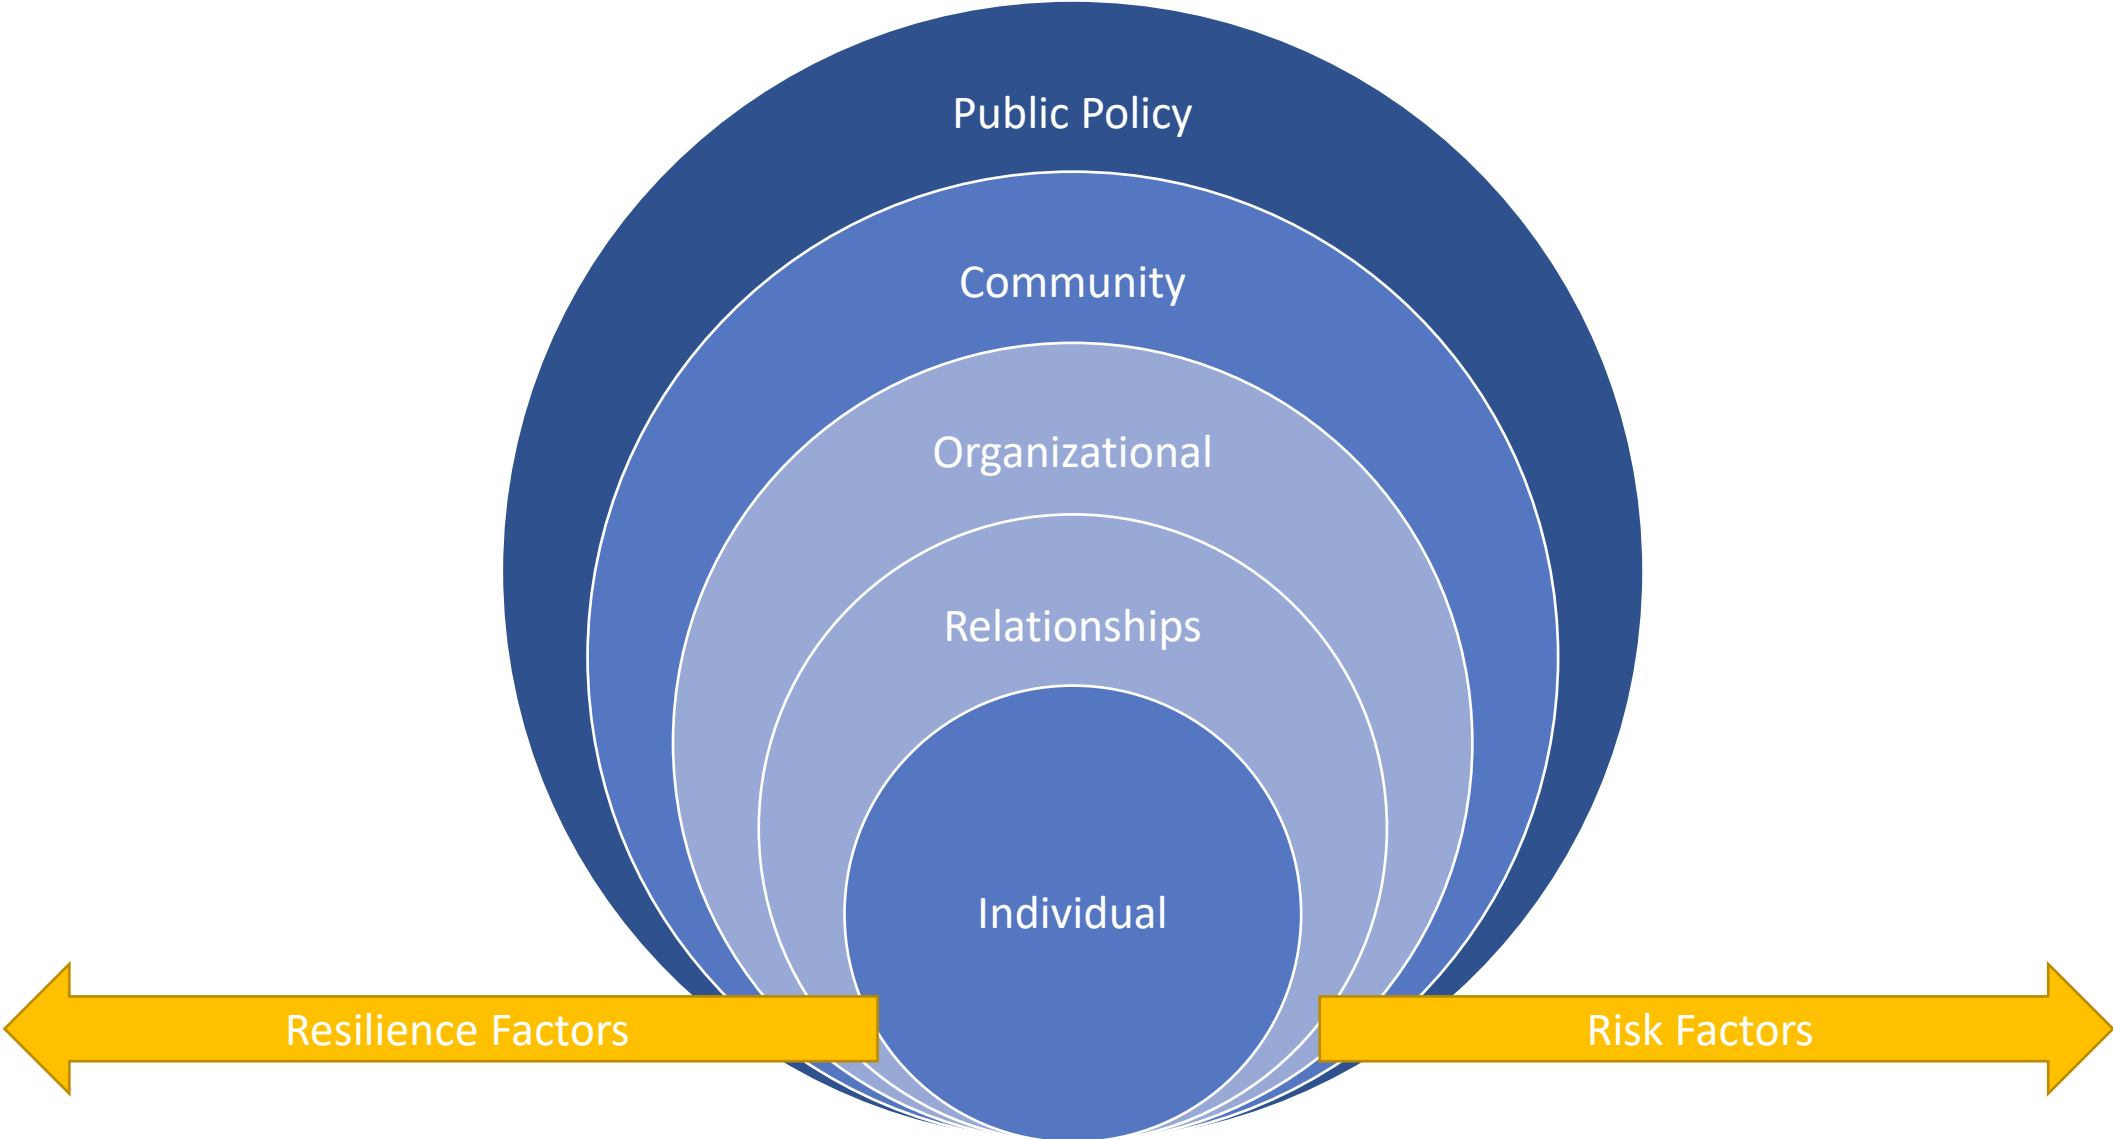 Public Policy
Community
Organizational
Relationships
Individual
Resilience Factors
Risk Factors